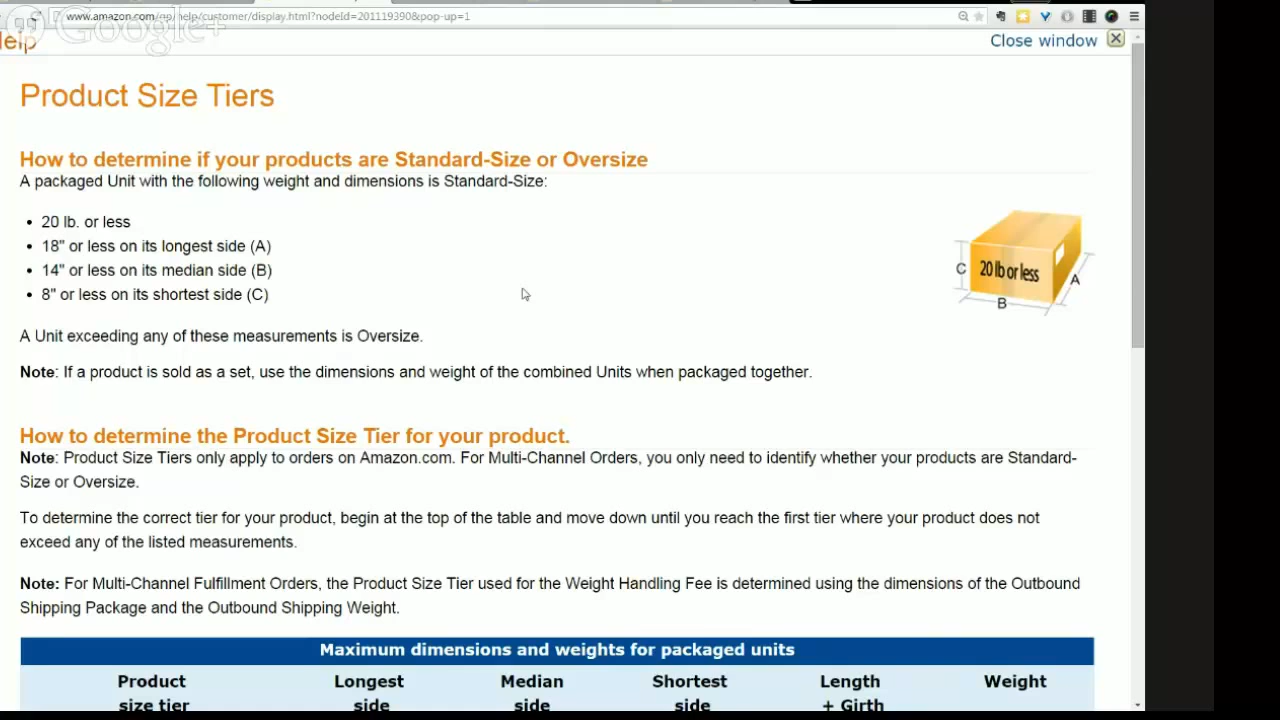 www.amazon.com/gp/help/customer/display.html?nodeId=201119390&pop-up=1
Google+
elp
Close window
Product Size Tiers
How to determine if your products are Standard-Size or Oversize
A packaged Unit with the following weight and dimensions is Standard-Size:
• 20 lb. or less
• 18" or less on its longest side (A)
• 14" or less on its median side (B)
• 8" or less on its shortest side (C)
C
20 lb or less
A
B
A Unit exceeding any of these measurements is Oversize.
Note: If a product is sold as a set, use the dimensions and weight of the combined Units when packaged together.
How to determine the Product Size Tier for your product.
Note: Product Size Tiers only apply to orders on Amazon.com. For Multi-Channel Orders, you only need to identify whether your products are Standard-
Size or Oversize.
To determine the correct tier for your product, begin at the top of the table and move down until you reach the first tier where your product does not
exceed any of the listed measurements.
Note: For Multi-Channel Fulfillment Orders, the Product Size Tier used for the Weight Handling Fee is determined using the dimensions of the Outbound
Shipping Package and the Outbound Shipping Weight.
Maximum dimensions and weights for packaged units
Product Longest Median Shortest Length Weight
size tier side side side + Girth